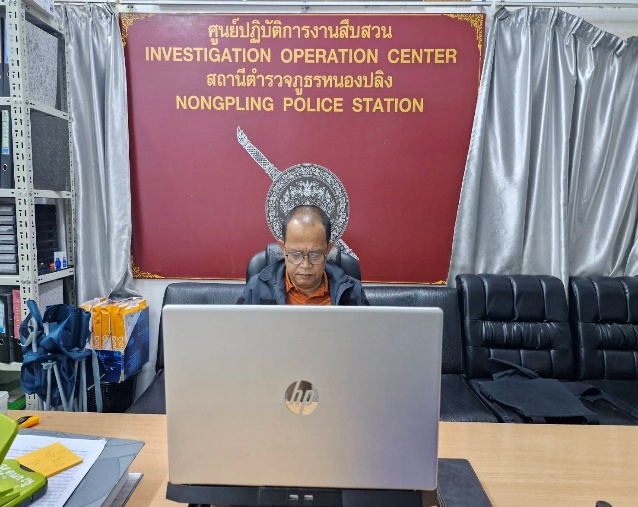 ศูนย์ปฏิบัติการงานสืบสวน
INVESTIGATION OPERATION CENTER
สถานีตำรวจภูธรหนองปลิง
NONGPLING POLICE STATION
hp